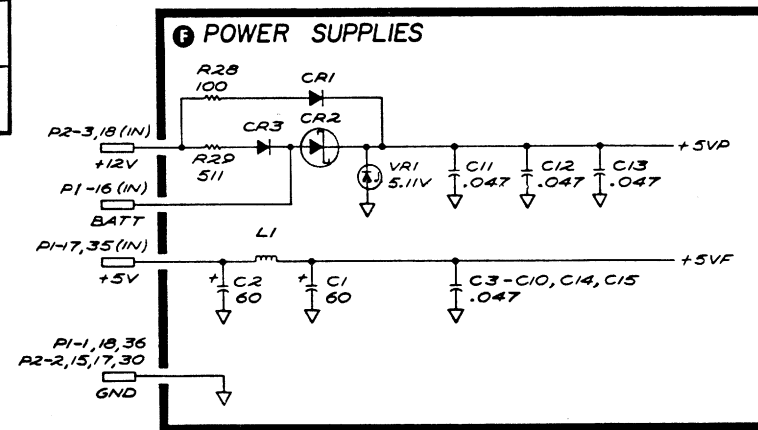 F POWER SUPPLIES
R28
100
CR1
CR2
CR3
P2-3,18(IN)
+12V
R29
511
VR1
5.11V
C11
.047
C12
.047
C13
.047
+5VP
P1-16(IN)
BATT
P1-17,35(IN)
+5V
L1
+
C2
60
+
C1
60
C3-C10, C14, C15
.047
+5VF
P1-1,18,36
P2-2,15,17,30
GND